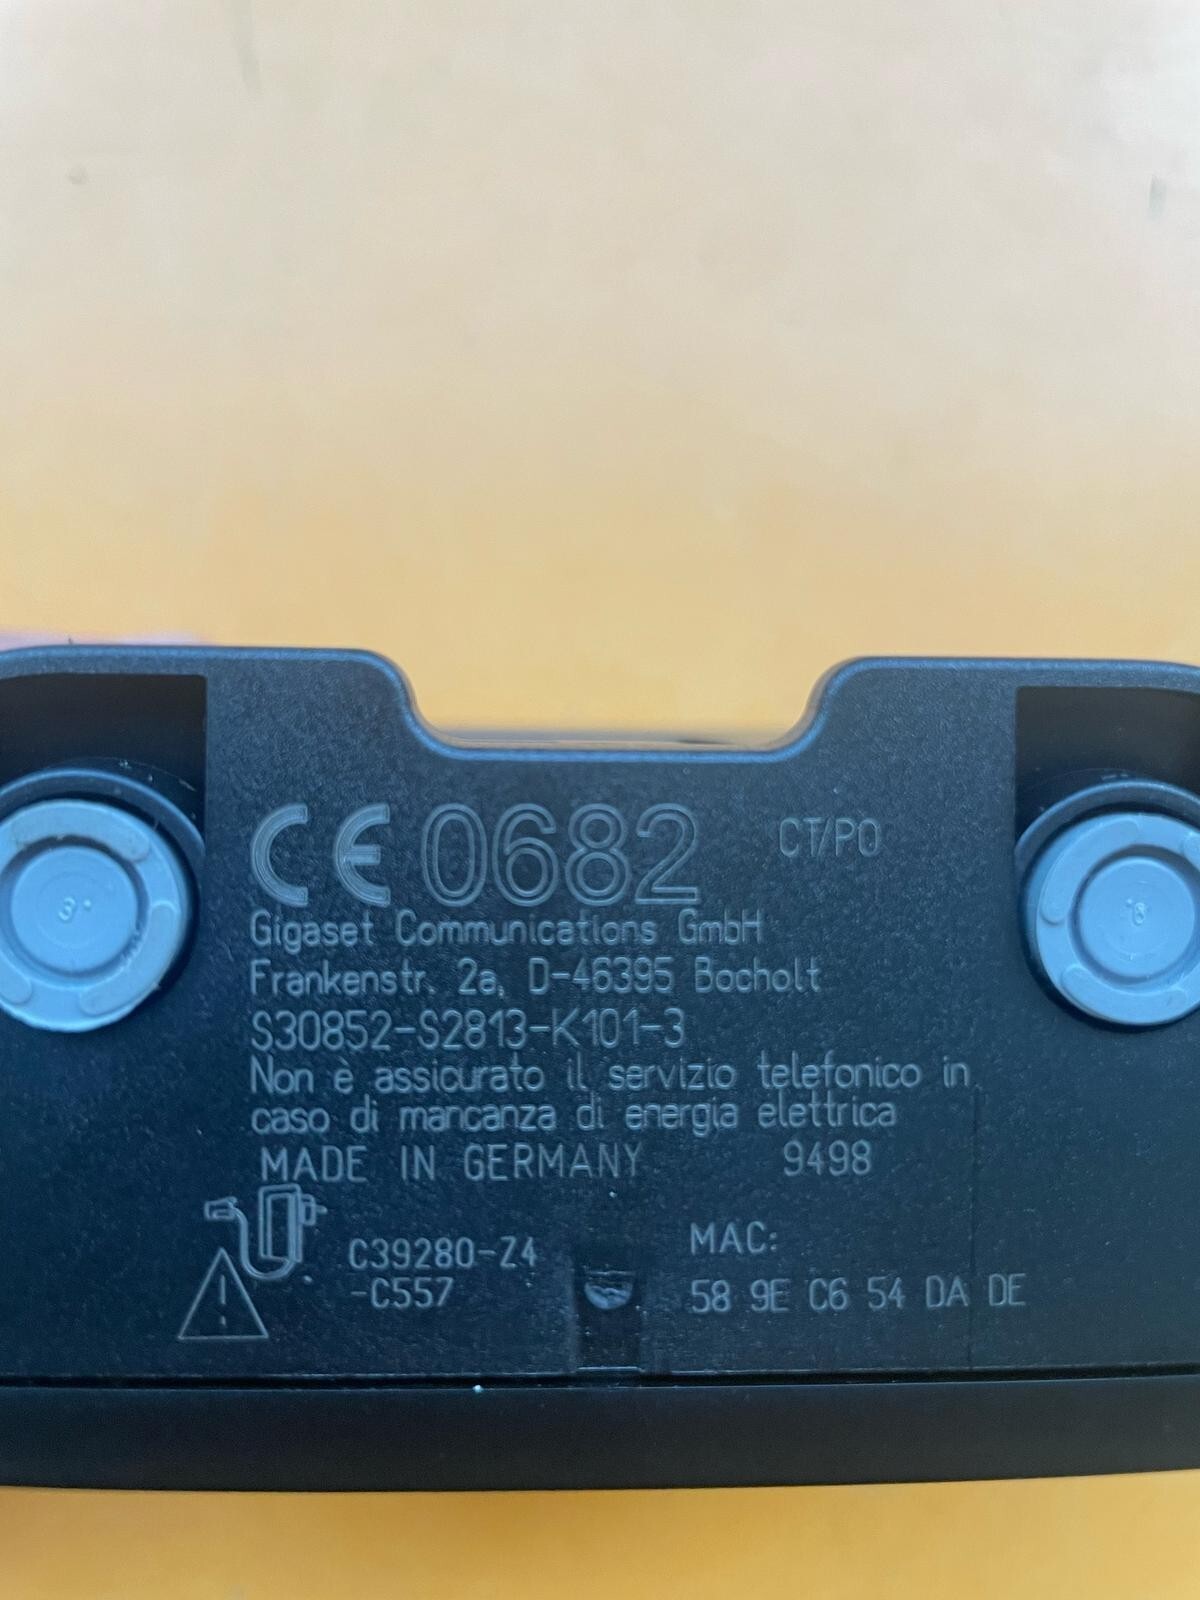 CE 0682 CT/PO
Gigaset Communications GmbH
Frankenstr. 2a, D-46395 Bocholt
S30852-S2813-K101-3
Non è assicurato il servizio telefonico in
caso di mancanza di energia elettrica
MADE IN GERMANY 9498
C39280-Z4
-C557
MAC:
58 9E C6 54 DA DE